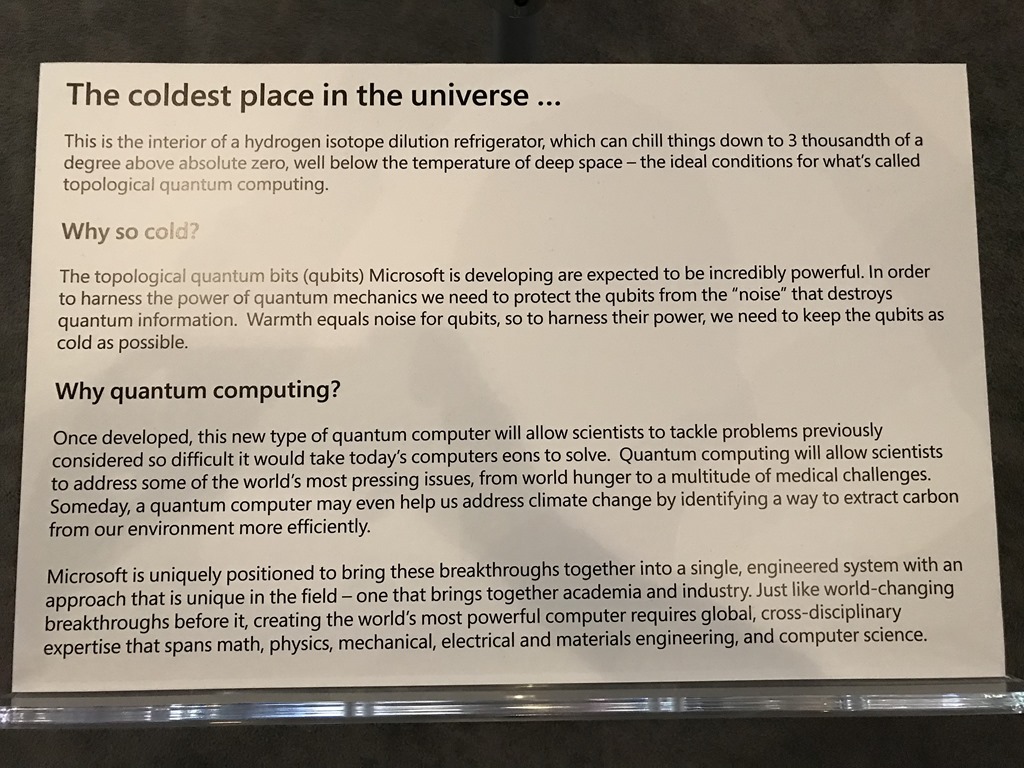 The coldest place in the universe ...
This is the interior of a hydrogen isotope dilution refrigerator, which can chill things down to 3 thousandth of a
degree above absolute zero, well below the temperature of deep space – the ideal conditions for what's called
topological quantum computing.
Why so cold?
The topological quantum bits (qubits) Microsoft is developing are expected to be incredibly powerful. In order
to harness the power of quantum mechanics we need to protect the qubits from the “noise” that destroys
quantum information. Warmth equals noise for qubits, so to harness their power, we need to keep the qubits as
cold as possible.
Why quantum computing?
Once developed, this new type of quantum computer will allow scientists to tackle problems previously
considered so difficult it would take today's computers eons to solve. Quantum computing will allow scientists
to address some of the world's most pressing issues, from world hunger to a multitude of medical challenges.
Someday, a quantum computer may even help us address climate change by identifying a way to extract carbon
from our environment more efficiently.
Microsoft is uniquely positioned to bring these breakthroughs together into a single, engineered system with an
approach that is unique in the field – one that brings together academia and industry. Just like world-changing
breakthroughs before it, creating the world's most powerful computer requires global, cross-disciplinary
expertise that spans math, physics, mechanical, electrical and materials engineering, and computer science.